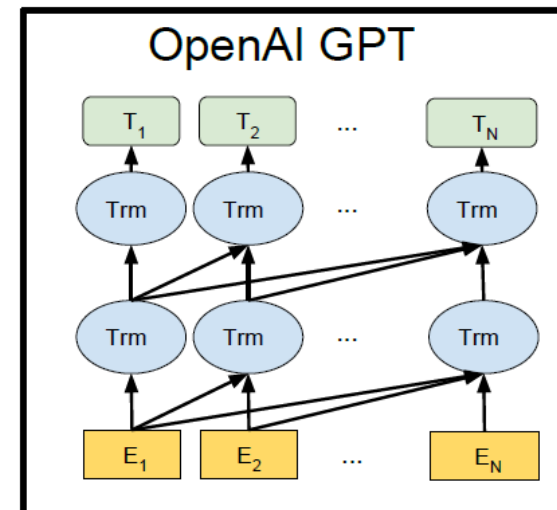 OpenAI GPT
T1 T2 ... TN
Trm Trm ... Trm
Trm Trm ... Trm
E1 E2 ... EN